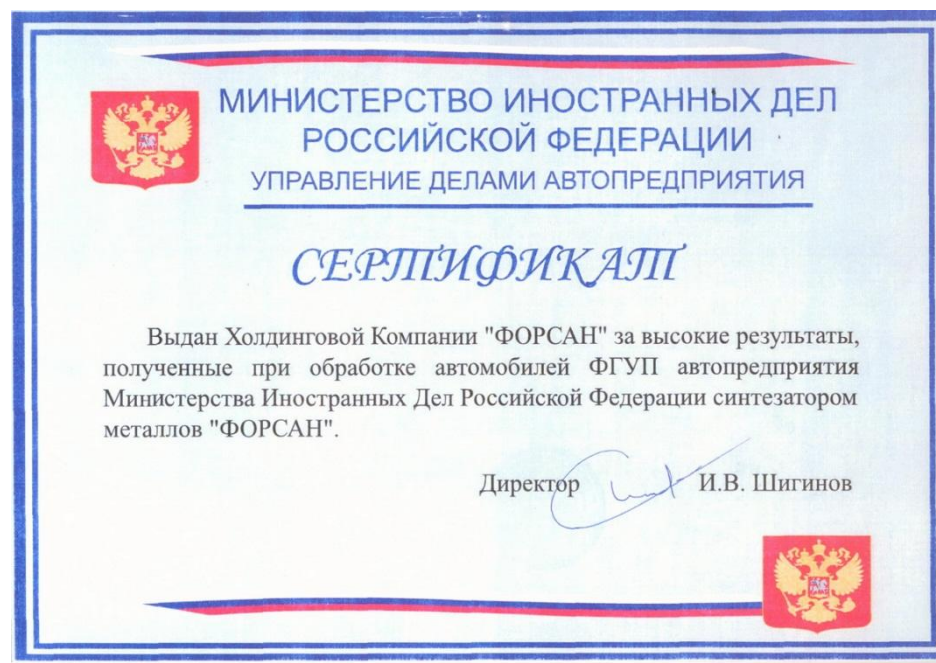 МИНИСТЕРСТВО ИНОСТРАННЫХ ДЕЛ
РОССИЙСКОЙ ФЕДЕРАЦИИ
УПРАВЛЕНИЕ ДЕЛАМИ АВТОПРЕДПРИЯТИЯ
СЕРТИФИКАТ
Выдан Холдинговой Компании "ФОРСАН" за высокие результаты,
полученные при обработке автомобилей ФГУП автопредприятия
Министерства Иностранных Дел Российской Федерации синтезатором
металлов "ФОРСАН".
Директор И.В. Шигинов